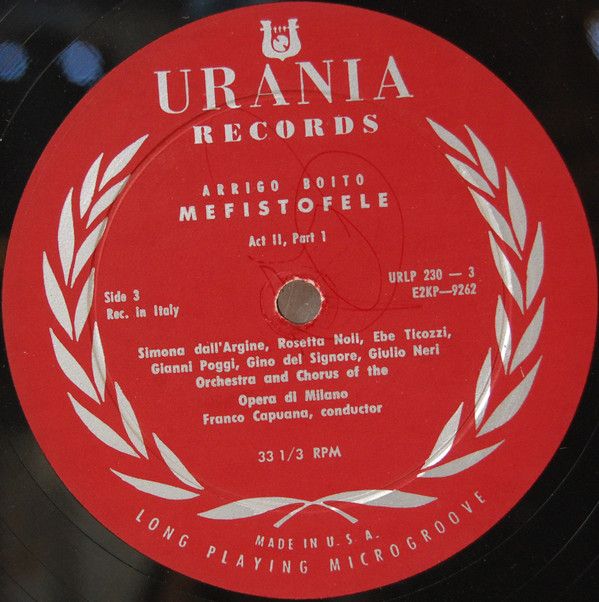 URANIA
RECORDS
ARRIGO BOITO
MEFISTOFELE
Act II, Part 1
Side 3
Rec. in Italy
URLP 230 — 3
E2KP—9262
Simona dall'Argine, Rosetta Noli, Ebe Ticozzi,
Gianni Poggi, Gino del Signore, Giulio Neri
Orchestra and Chorus of the
Opera di Milano
Franco Capuana, conductor
33 1/3 RPM
MADE IN U. S. A.
LONG PLAYING MICROGROOVE